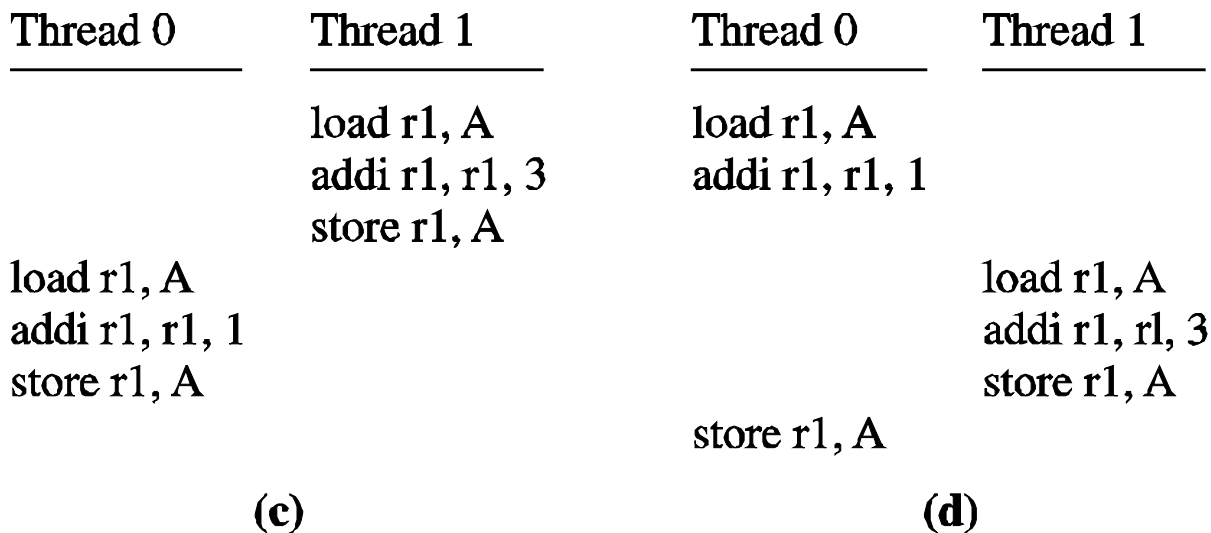 Thread 0
Thread 1
load r1, A
addi r1, r1, 3
store r1, A
load r1, A
addi r1, r1, 1
store r1, A
(c)
Thread 0
Thread 1
load r1, A
addi r1, r1, 1
load r1, A
addi r1, rl, 3
store r1, A
store r1, A
(d)